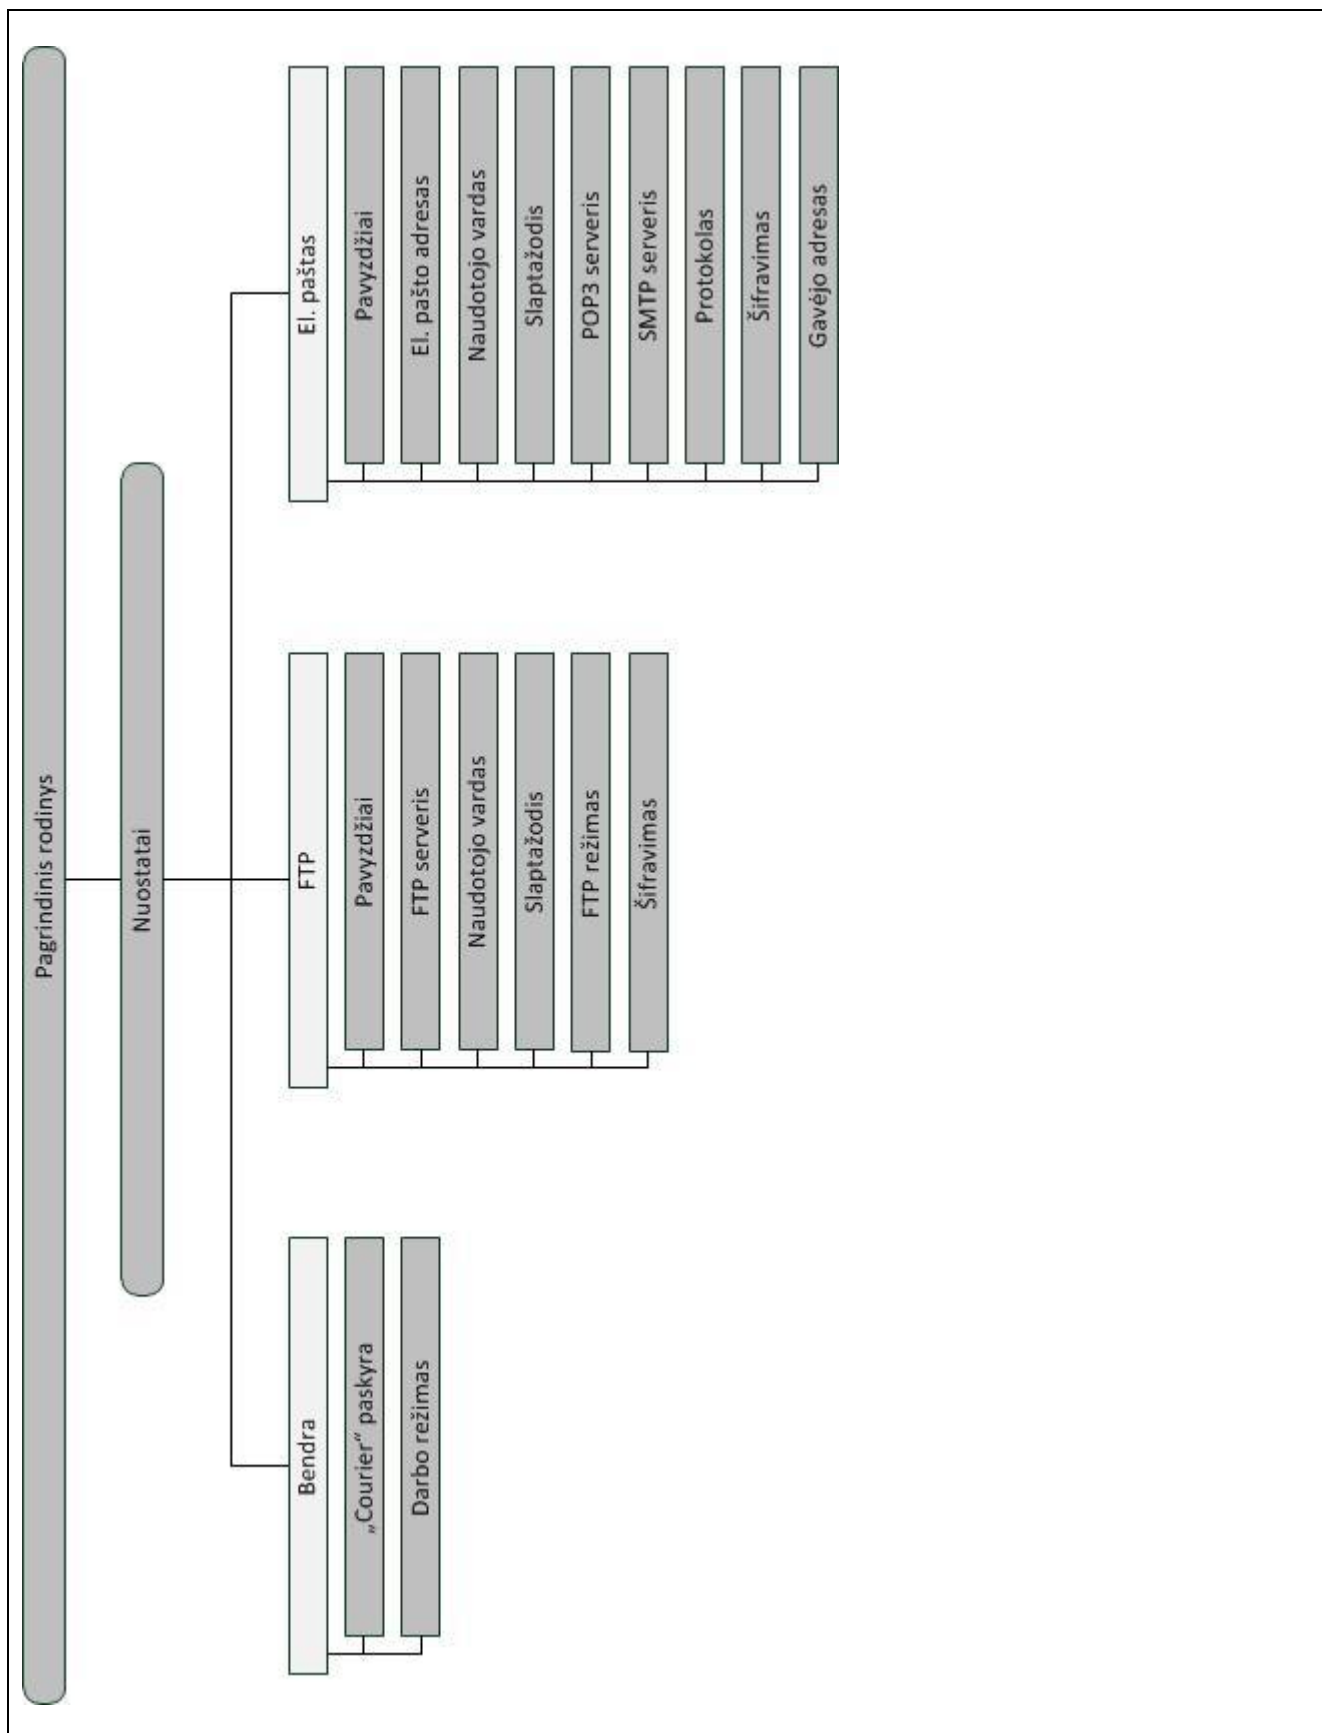 Pagrindinis rodinys
Nuostatai
Bendra
„Courier“ paskyra
Darbo režimas
FTP
Pavyzdžiai
FTP serveris
Naudotojo vardas
Slaptažodis
FTP režimas
Šifravimas
El. paštas
Pavyzdžiai
El. pašto adresas
Naudotojo vardas
Slaptažodis
POP3 serveris
SMTP serveris
Protokolas
Šifravimas
Gavėjo adresas